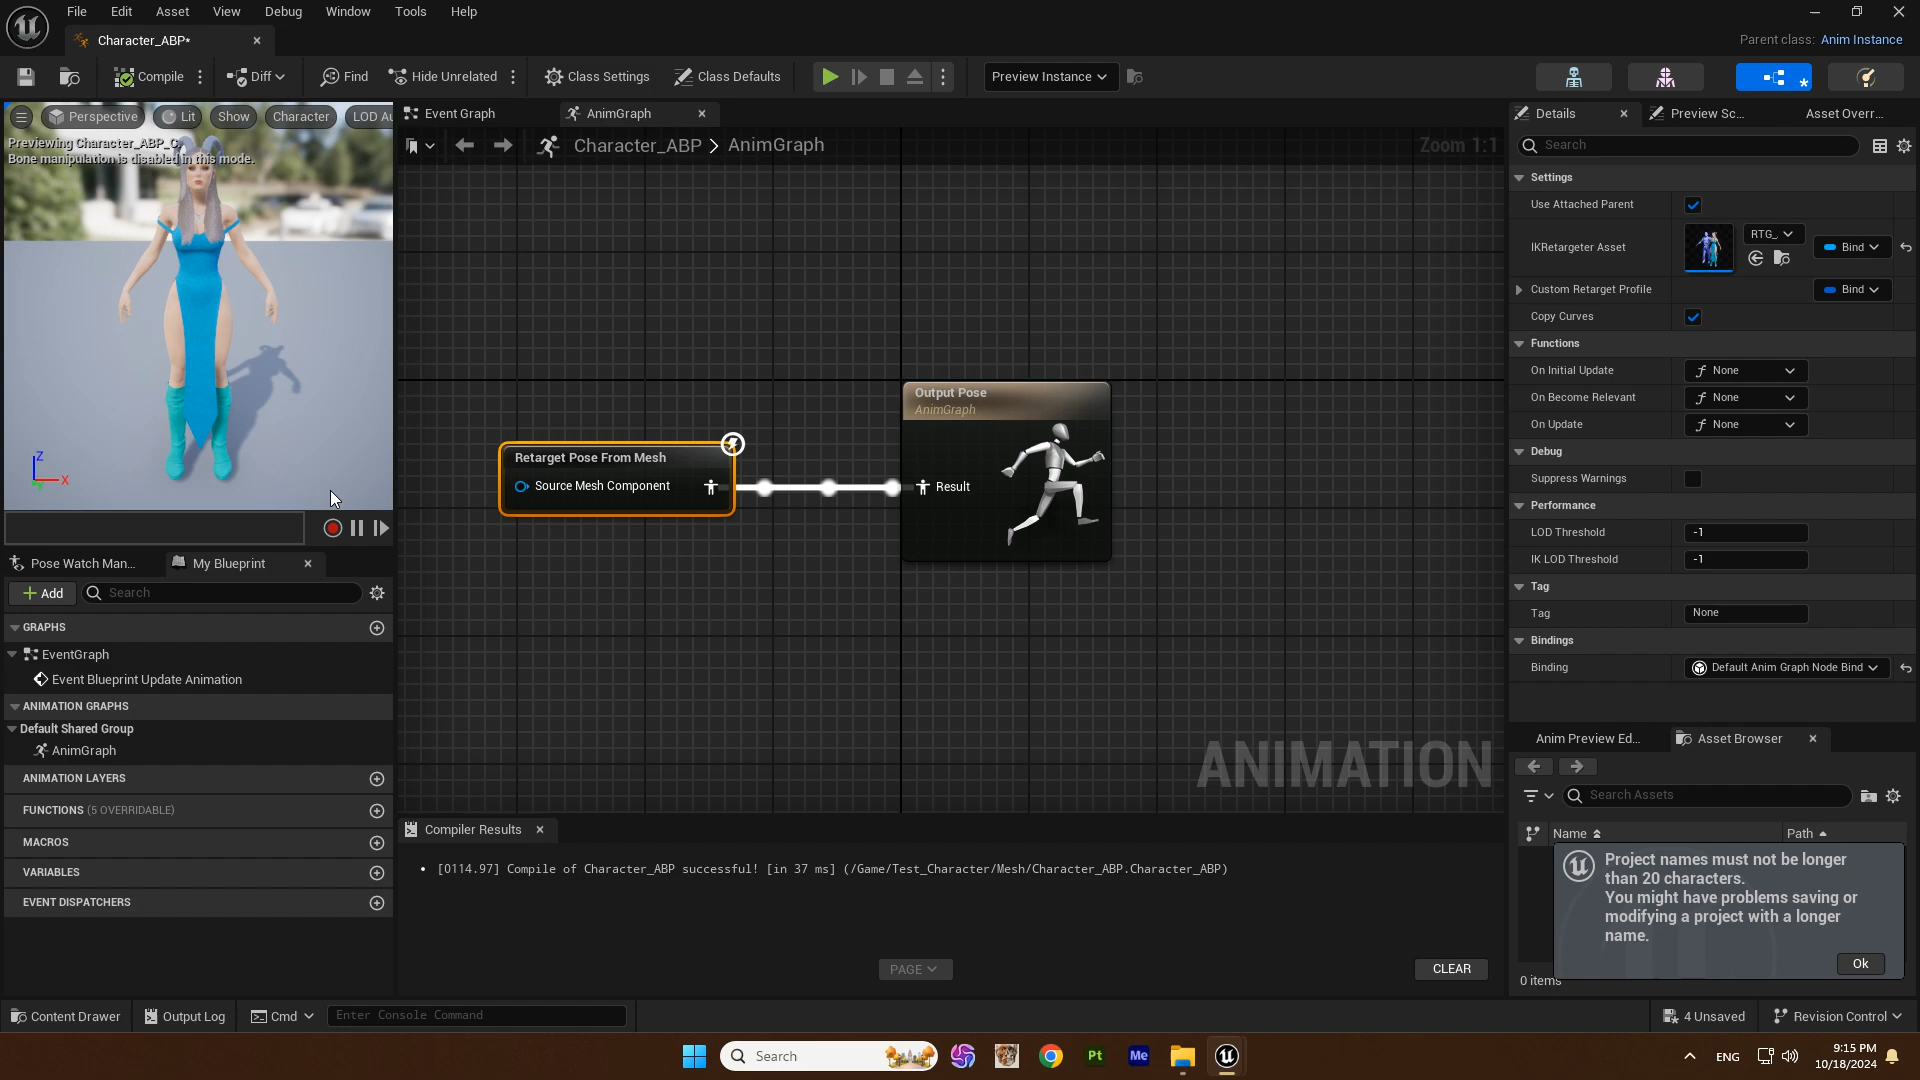 File Edit Asset View Debug Window Tools Help
Character_ABP*
Parent class: Anim Instance
Compile Diff Find Hide Unrelated Class Settings Class Defaults Preview Instance
Perspective Lit Show Character LOD Au
Previewing Character_ABP_C.
Bone manipulation is disabled in this mode.
Z
X
Event Graph AnimGraph
Character_ABP > AnimGraph
Zoom 1:1
Retarget Pose From Mesh
Source Mesh Component
Output Pose
AnimGraph
Result
ANIMATION
Pose Watch Man... My Blueprint
Add Search
GRAPHS
EventGraph
Event Blueprint Update Animation
ANIMATION GRAPHS
Default Shared Group
AnimGraph
ANIMATION LAYERS
FUNCTIONS (5 OVERRIDABLE)
MACROS
VARIABLES
EVENT DISPATCHERS
Compiler Results
[0114.97] Compile of Character_ABP successful! [in 37 ms] (/Game/Test_Character/Mesh/Character_ABP.Character_ABP)
PAGE
CLEAR
Details Preview Sc... Asset Overr...
Search
Settings
Use Attached Parent
IKRetargeter Asset RTG_ Bind
Custom Retarget Profile Bind
Copy Curves
Functions
On Initial Update None
On Become Relevant None
On Update None
Debug
Suppress Warnings
Performance
LOD Threshold -1
IK LOD Threshold -1
Tag
Tag None
Bindings
Binding Default Anim Graph Node Bind
Anim Preview Ed... Asset Browser
Search Assets
Name Path
Project names must not be longer
than 20 characters.
You might have problems saving or
modifying a project with a longer
name.
Ok
0 items
Content Drawer Output Log Cmd Enter Console Command 4 Unsaved Revision Control
Search
Pt
Me
ENG
9:15 PM
10/18/2024